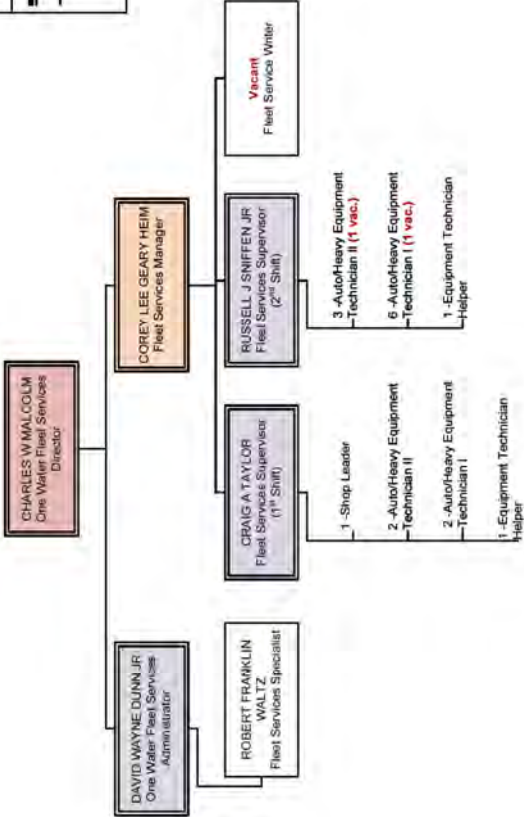 CHARLES W MALCOLM
One Water Fleet Services
Director
DAVID WAYNE DUNN JR
One Water Fleet Services
Administrator
ROBERT FRANKLIN
WALTZ
Fleet Services Specialist
COREY LEE GEARY HEIM
Fleet Services Manager
CRAIG A TAYLOR
Fleet Services Supervisor
(1st Shift)
1 -Shop Leader
2 -Auto/Heavy Equipment
Technician II
2 -Auto/Heavy Equipment
Technician I
1 -Equipment Technician
Helper
RUSSELL J SNIFFEN JR
Fleet Services Supervisor
(2nd Shift)
3 -Auto/Heavy Equipment
Technician II (1 vac.)
6 -Auto/Heavy Equipment
Technician I (1 vac.)
1 -Equipment Technician
Helper
Vacant
Fleet Service Writer